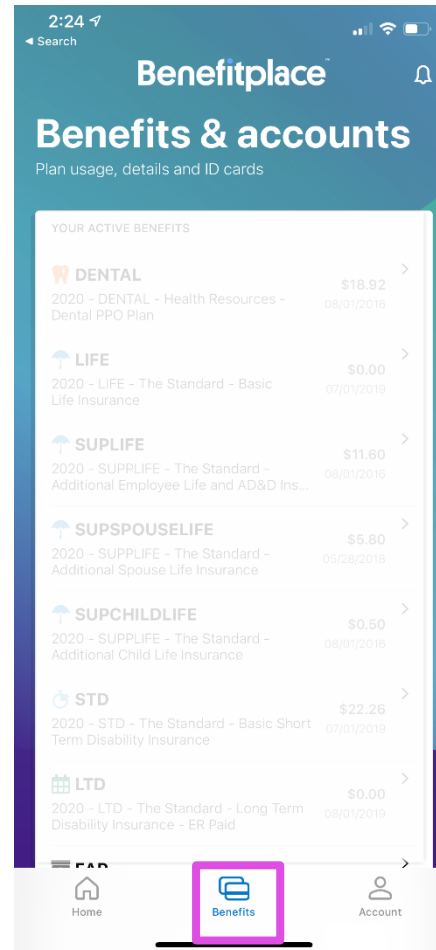 2:24
Search
Benefitplace
Benefits & accounts
Plan usage, details and ID cards
YOUR ACTIVE BENEFITS
DENTAL
$18.92
2020 - DENTAL - Health Resources -
08/01/2016
Dental PPO Plan
LIFE
$0.00
2020 - LIFE - The Standard - Basic
07/01/2019
Life Insurance
SUPLIFE
$11.60
2020 - SUPPLIFE - The Standard -
08/01/2016
Additional Employee Life and AD&D Ins...
SUPSPOUSELIFE
$5.80
2020 - SUPPLIFE - The Standard -
05/28/2018
Additional Spouse Life Insurance
SUPCHILDLIFE
$0.50
2020 - SUPPLIFE - The Standard -
08/01/2016
Additional Child Life Insurance
STD
$22.26
2020 - STD - The Standard - Basic Short
07/01/2019
Term Disability Insurance
LTD
$0.00
2020 - LTD - The Standard - Long Term
08/01/2019
Disability Insurance - ER Paid
EAP
Home
Benefits
Account